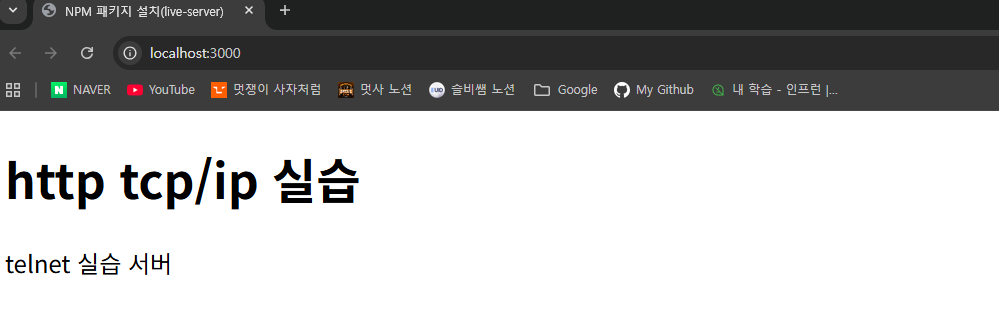 NPM 패키지 설치(live-server)
localhost:3000
NAVER YouTube 멋쟁이 사자처럼 멋사 노션 슬비쌤 노션 Google My Github 내 학습 - 인프런 |...
http tcp/ip 실습
telnet 실습 서버